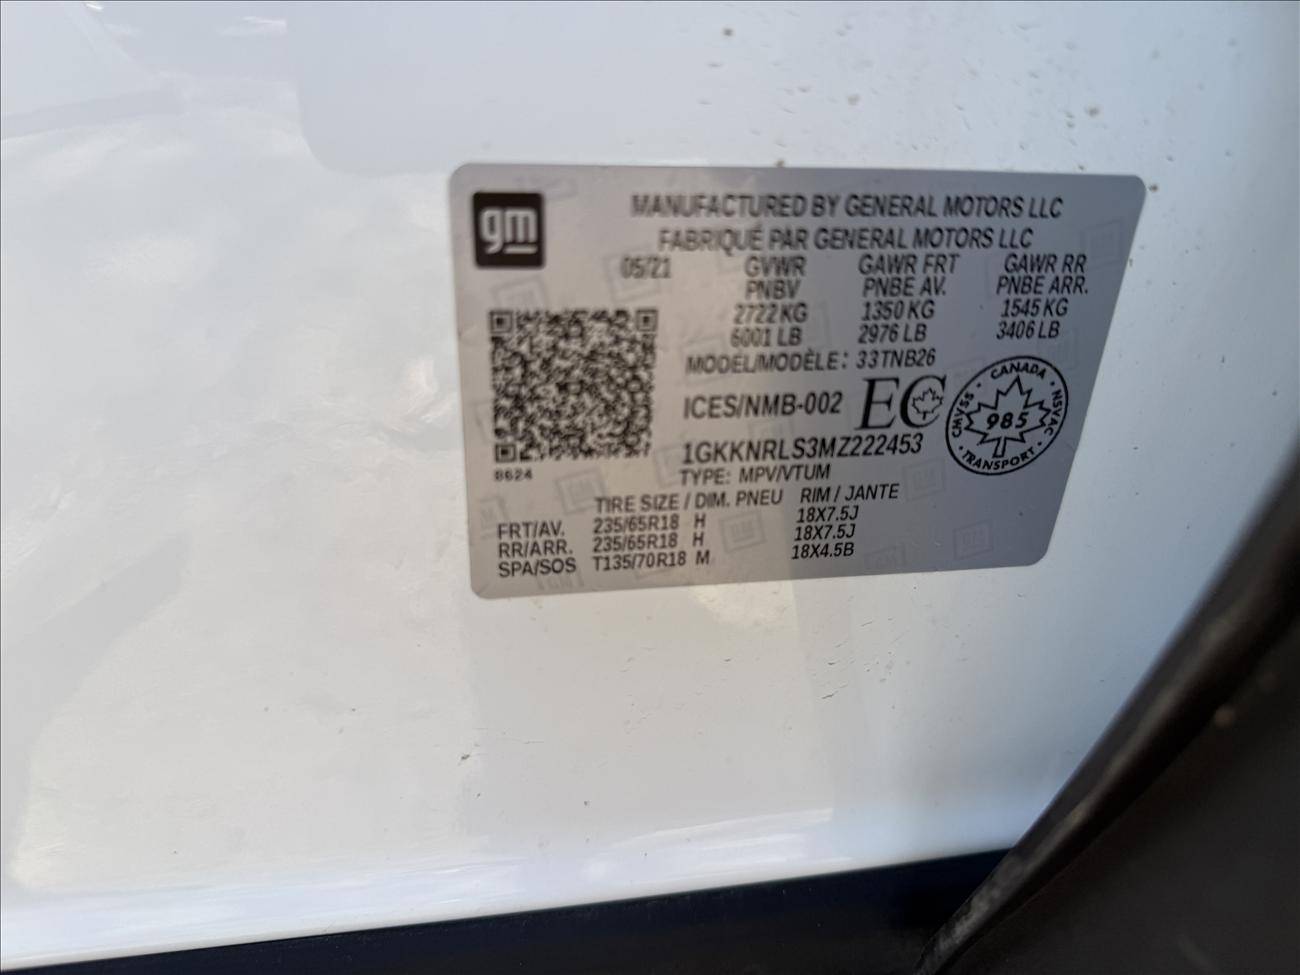 gm
MANUFACTURED BY GENERAL MOTORS LLC
FABRIQUÉ PAR GENERAL MOTORS LLC
05/21 GVWR GAWR FRT GAWR RR
PNBV PNBE AV. PNBE ARR.
2722 KG 1350 KG 1545 KG
6001 LB 2976 LB 3406 LB
MODEL/MODÈLE: 33TNB26
ICES/NMB-002 EC
CANADA
CMVSS 985 NSVAC
TRANSPORT
1GKKNRLS3MZ222453
8624
TYPE: MPV/VTUM
TIRE SIZE / DIM. PNEU RIM / JANTE
FRT/AV. 235/65R18 H 18X7.5J
RR/ARR. 235/65R18 H 18X7.5J
SPA/SOS T135/70R18 M 18X4.5B